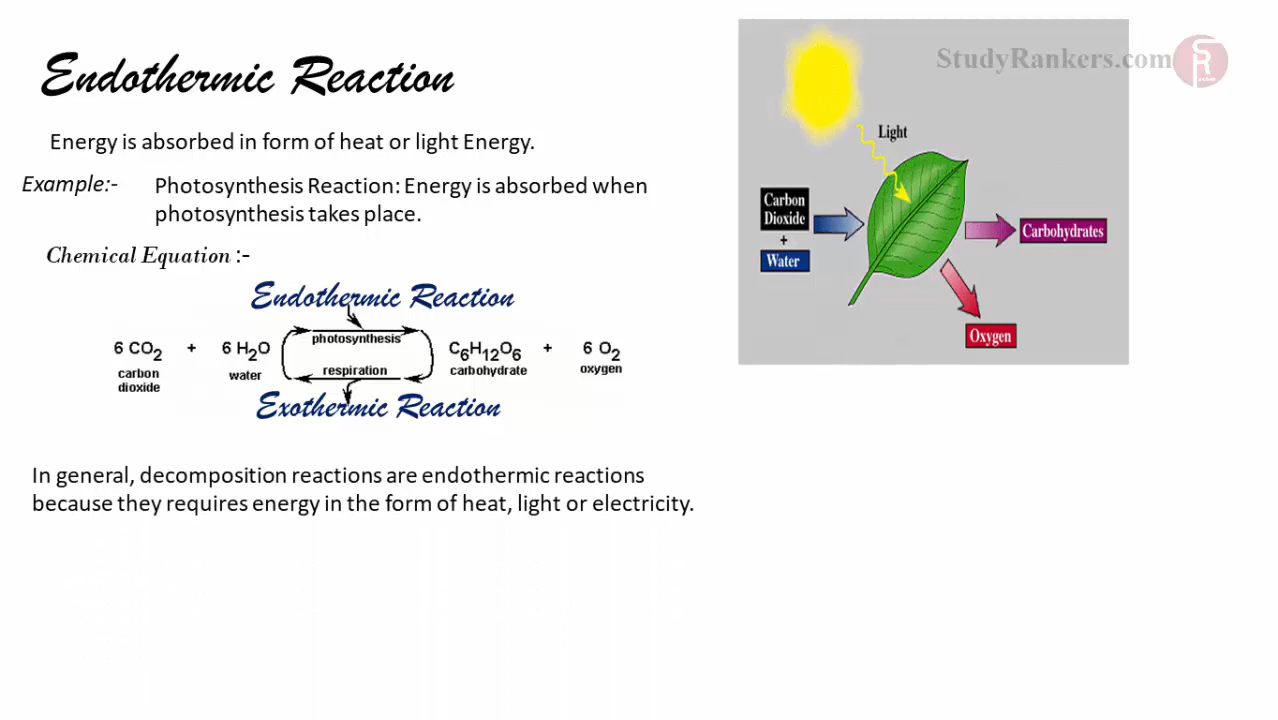 Endothermic Reaction
Energy is absorbed in form of heat or light Energy.
Example:-
Photosynthesis Reaction: Energy is absorbed when
photosynthesis takes place.
Chemical Equation :-
Endothermic Reaction
photosynthesis
6 CO₂ + 6 H₂O C₆H₁₂O₆ + 6 O₂
carbon
dioxide
water
respiration
carbohydrate
oxygen
Exothermic Reaction
In general, decomposition reactions are endothermic reactions
because they requires energy in the form of heat, light or electricity.
StudyRankers.com
SR
Light
Carbon
Dioxide
+
Water
Carbohydrates
Oxygen